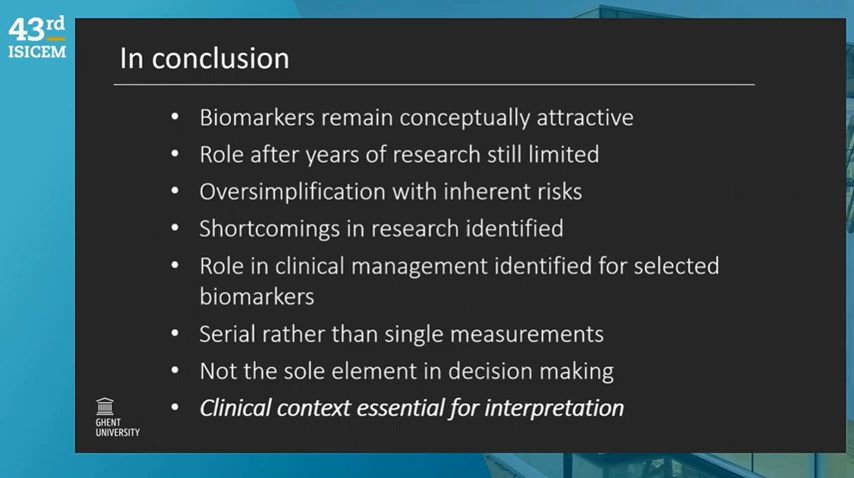 43rd
ISICEM
In conclusion
• Biomarkers remain conceptually attractive
• Role after years of research still limited
• Oversimplification with inherent risks
• Shortcomings in research identified
• Role in clinical management identified for selected
biomarkers
• Serial rather than single measurements
• Not the sole element in decision making
• Clinical context essential for interpretation
GHENT
UNIVERSITY